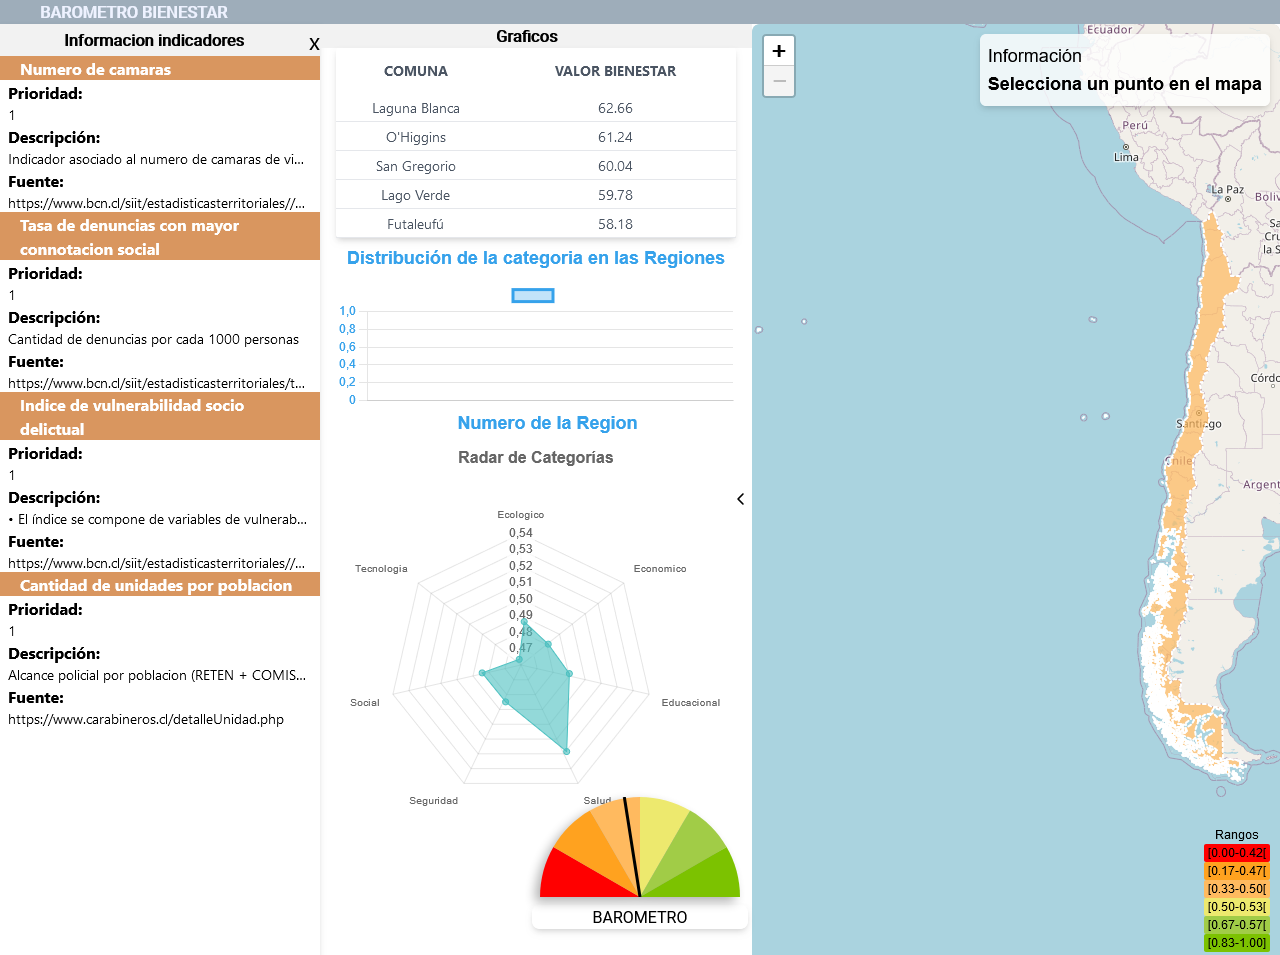 BAROMETRO BIENESTAR
Informacion indicadores
X
Numero de camaras
Prioridad:
1
Descripción:
Indicador asociado al numero de camaras de vi...
Fuente:
https://www.bcn.cl/siit/estadisticasterritoriales//...
Tasa de denuncias con mayor
connotacion social
Prioridad:
1
Descripción:
Cantidad de denuncias por cada 1000 personas
Fuente:
https://www.bcn.cl/siit/estadisticasterritoriales/t...
Indice de vulnerabilidad socio
delictual
Prioridad:
1
Descripción:
• El índice se compone de variables de vulnerab...
Fuente:
https://www.bcn.cl/siit/estadisticasterritoriales//...
Cantidad de unidades por poblacion
Prioridad:
1
Descripción:
Alcance policial por poblacion (RETEN + COMIS...
Fuente:
https://www.carabineros.cl/detalleUnidad.php
Graficos
COMUNA VALOR BIENESTAR
Laguna Blanca 62.66
O'Higgins 61.24
San Gregorio 60.04
Lago Verde 59.78
Futaleufú 58.18
Distribución de la categoria en las Regiones
1,0
0,8
0,6
0,4
0,2
0
Numero de la Region
Radar de Categorías
Ecologico
0,54
0,53
0,52
0,51
0,50
0,49
0,48
0,47
Tecnologia
Economico
Social
Educacional
Seguridad
Salud
BAROMETRO
+
−
Información
Selecciona un punto en el mapa
Ecuador
Perú
Lima
La Paz
Boliv
Sa
Cru
la S
Córdo
Santiago
Chile
Argent
Rangos
[0.00-0.42[
[0.17-0.47[
[0.33-0.50[
[0.50-0.53[
[0.67-0.57[
[0.83-1.00]